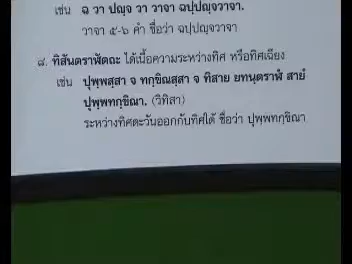 เช่น ฉ วา ปญฺจ วา วาจา ฉปฺปญฺจวาจา.
วาจา ๕-๖ คำ ชื่อว่า ฉปฺปญฺจวาจา
๘. ทิสันตราฬัตถะ ได้เนื้อความระหว่างทิศ หรือทิศเฉียง
เช่น ปุพฺพสฺสา จ ทกฺขิณสฺสา จ ทิสาย ยทนฺตราฬํ สายํ
ปุพฺพทกฺขิณา. (วิทิสา)
ระหว่างทิศตะวันออกกับทิศใต้ ชื่อว่า ปุพฺพทกฺขิณา